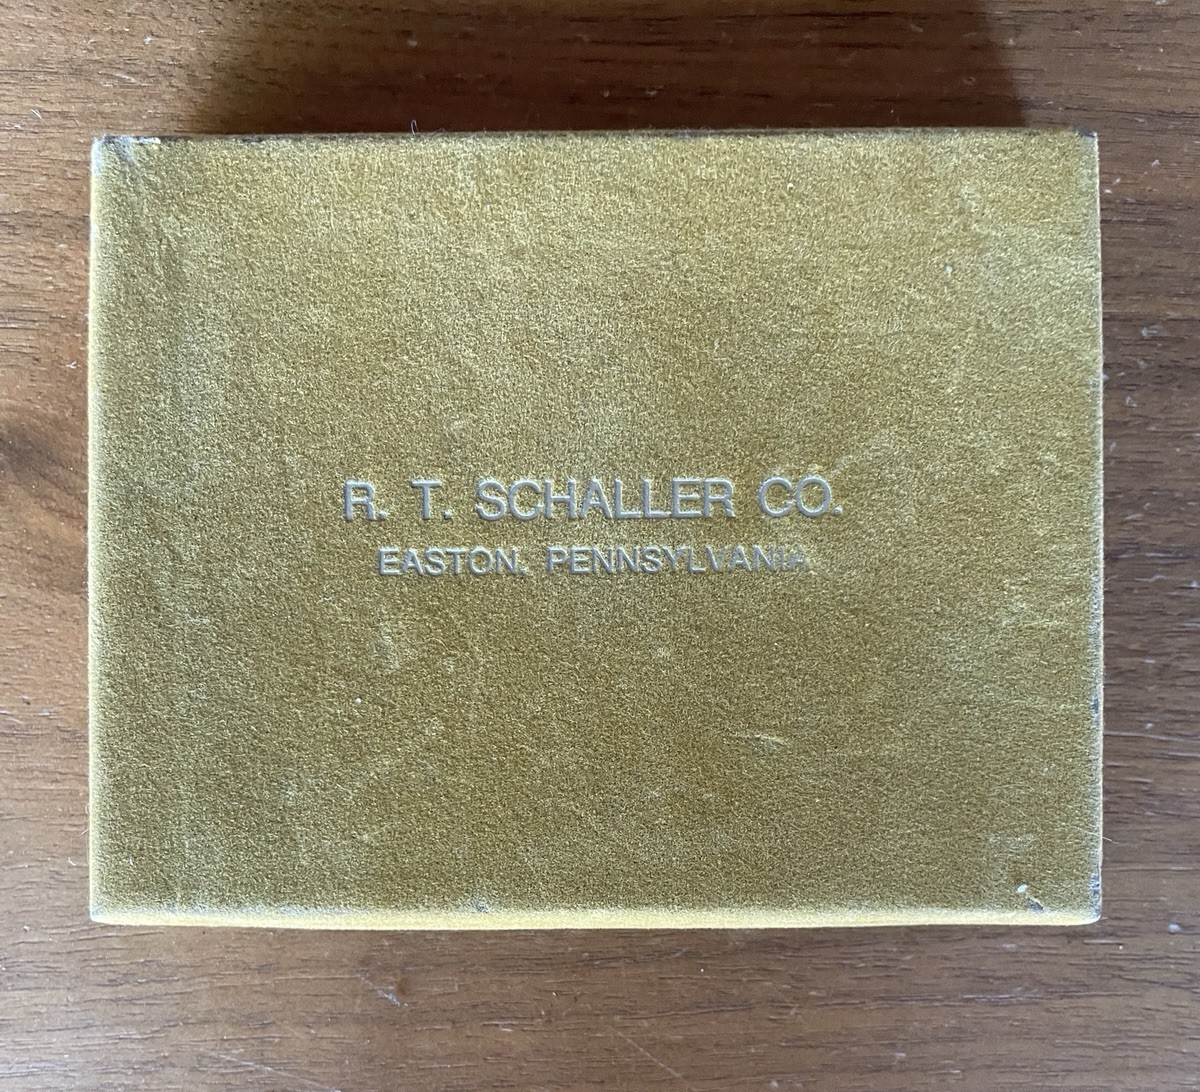 R. T. SCHALLER CO.
EASTON, PENNSYLVANIA